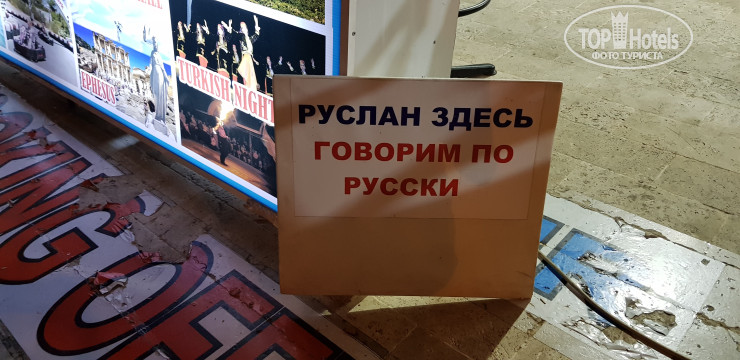 TOP Hotels
ФОТО ТУРИСТА
EPHESUS
TURKISH NIGHT
РУСЛАН ЗДЕСЬ
ГОВОРИМ ПО
РУССКИ